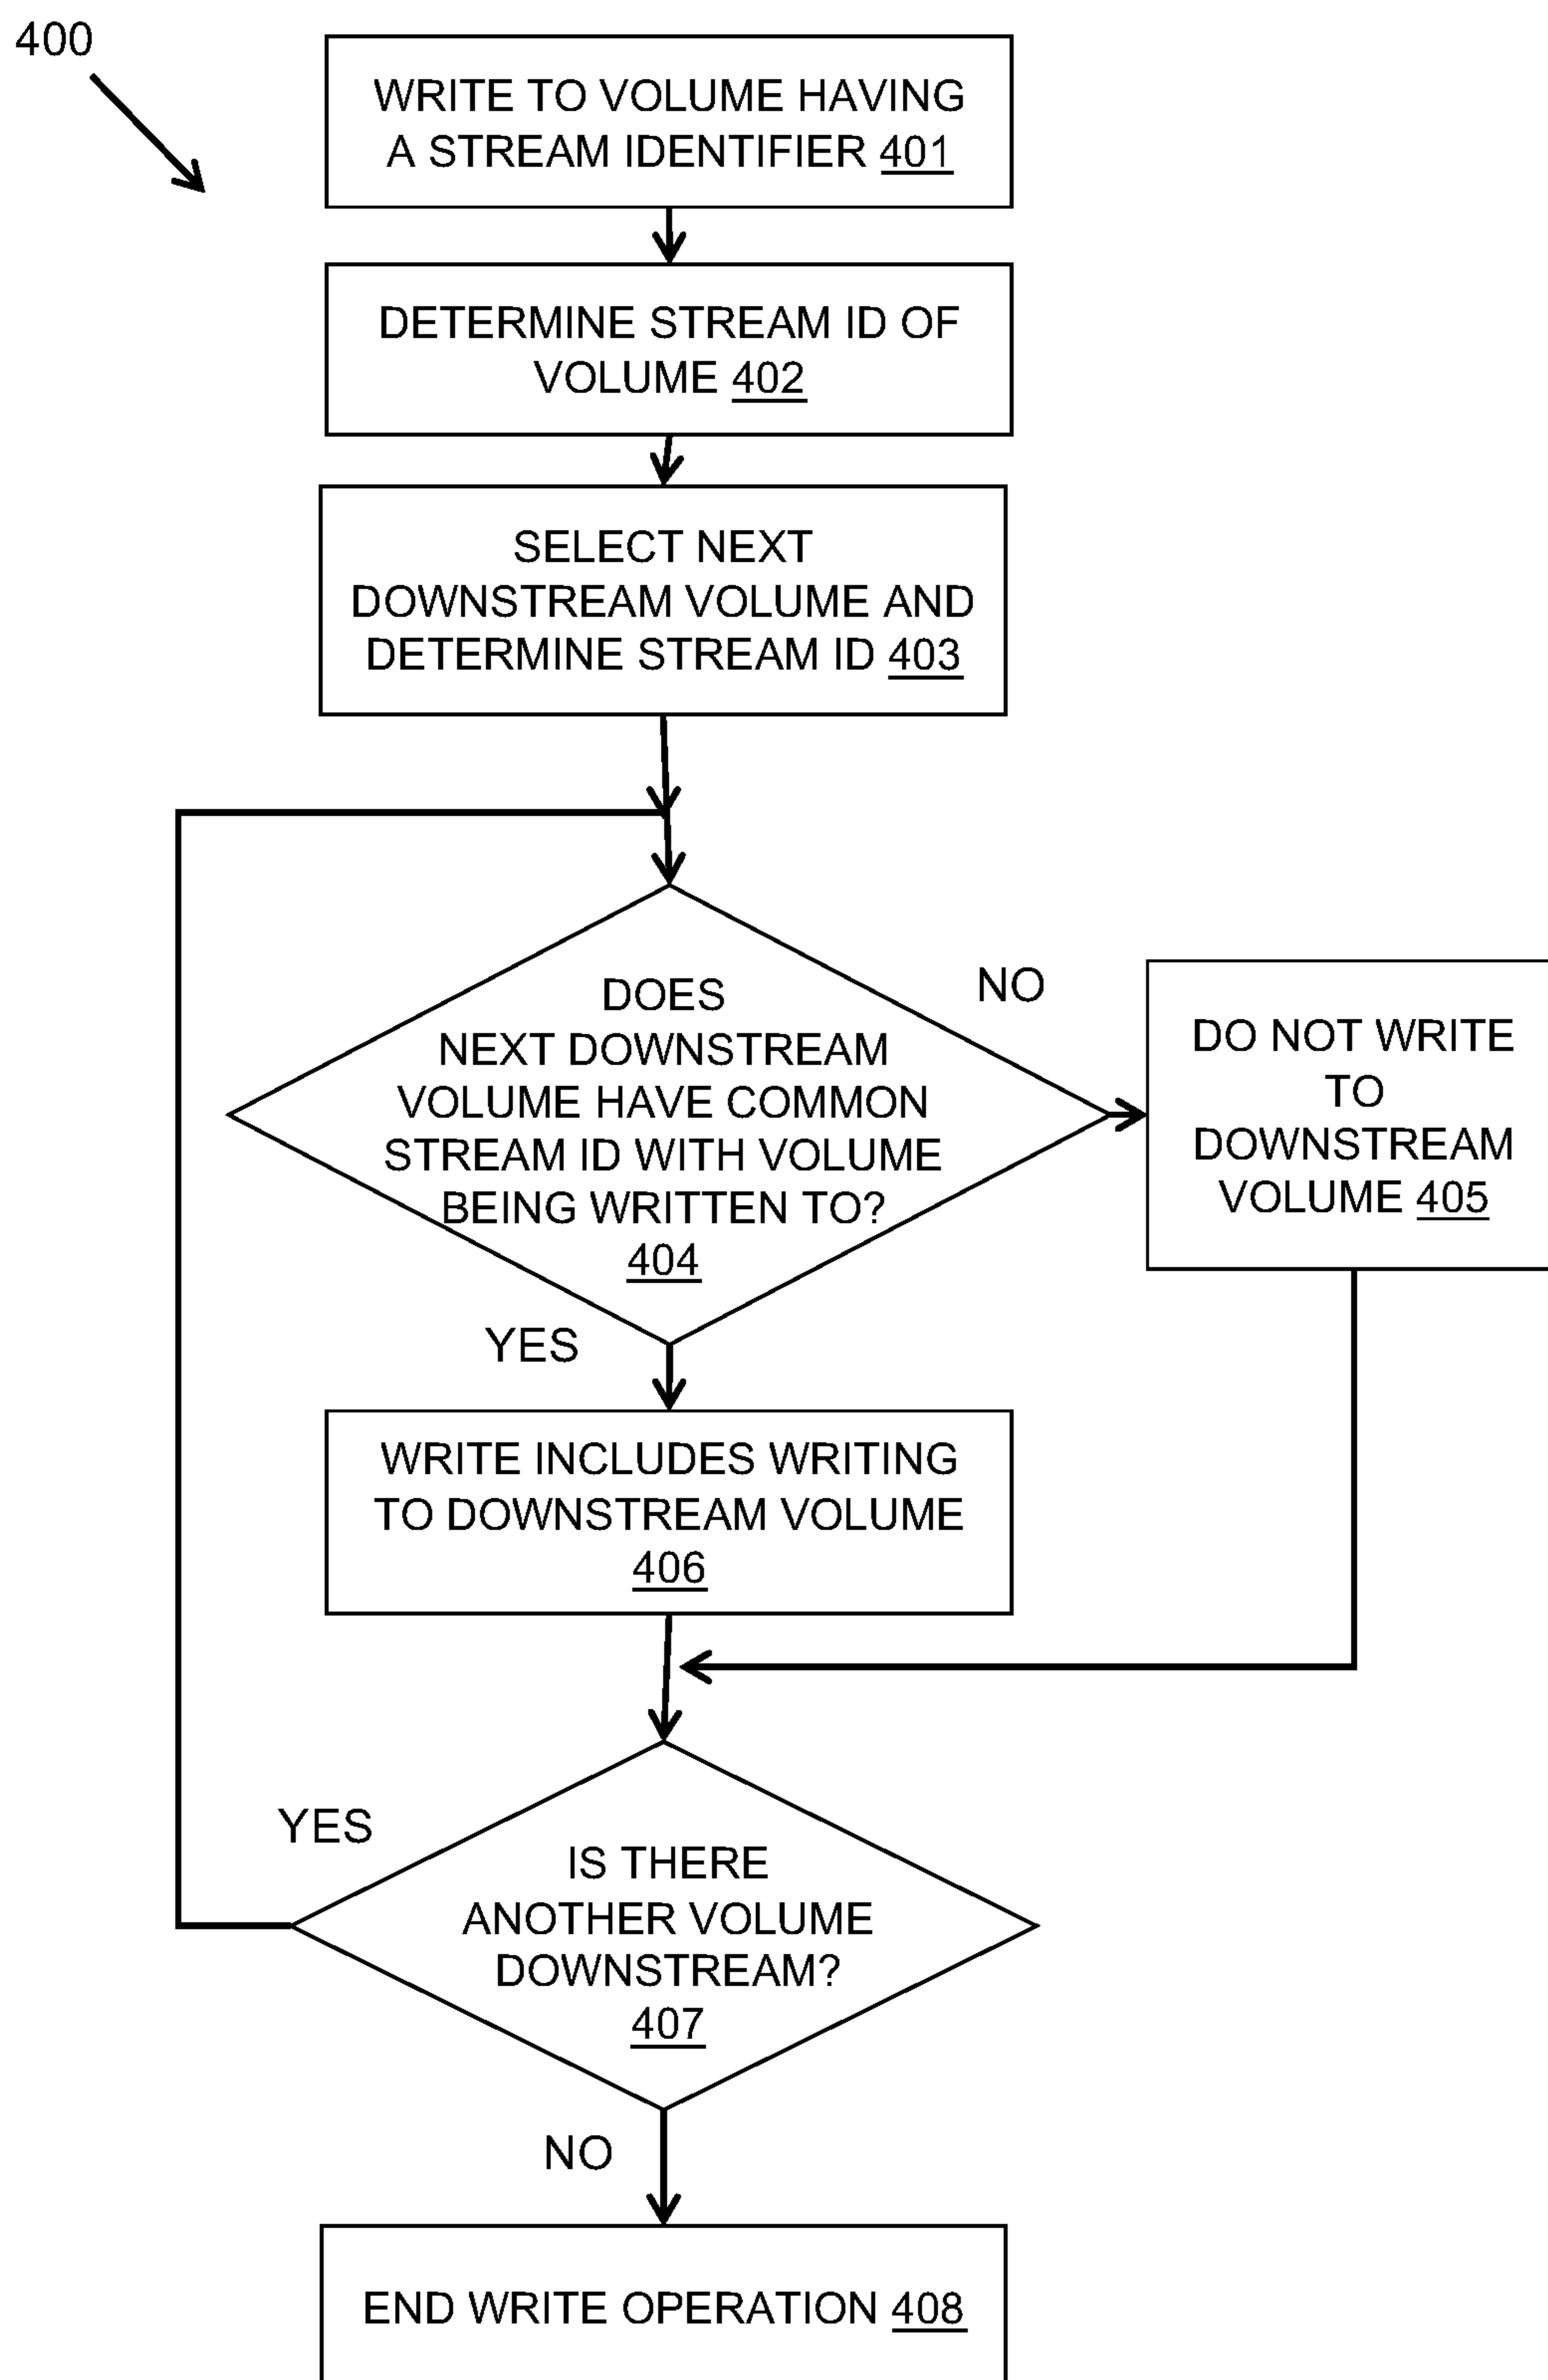 400
WRITE TO VOLUME HAVING
A STREAM IDENTIFIER 401
DETERMINE STREAM ID OF
VOLUME 402
SELECT NEXT
DOWNSTREAM VOLUME AND
DETERMINE STREAM ID 403
DOES
NEXT DOWNSTREAM
VOLUME HAVE COMMON
STREAM ID WITH VOLUME
BEING WRITTEN TO?
404
NO
DO NOT WRITE
TO
DOWNSTREAM
VOLUME 405
YES
WRITE INCLUDES WRITING
TO DOWNSTREAM VOLUME
406
YES
IS THERE
ANOTHER VOLUME
DOWNSTREAM?
407
NO
END WRITE OPERATION 408